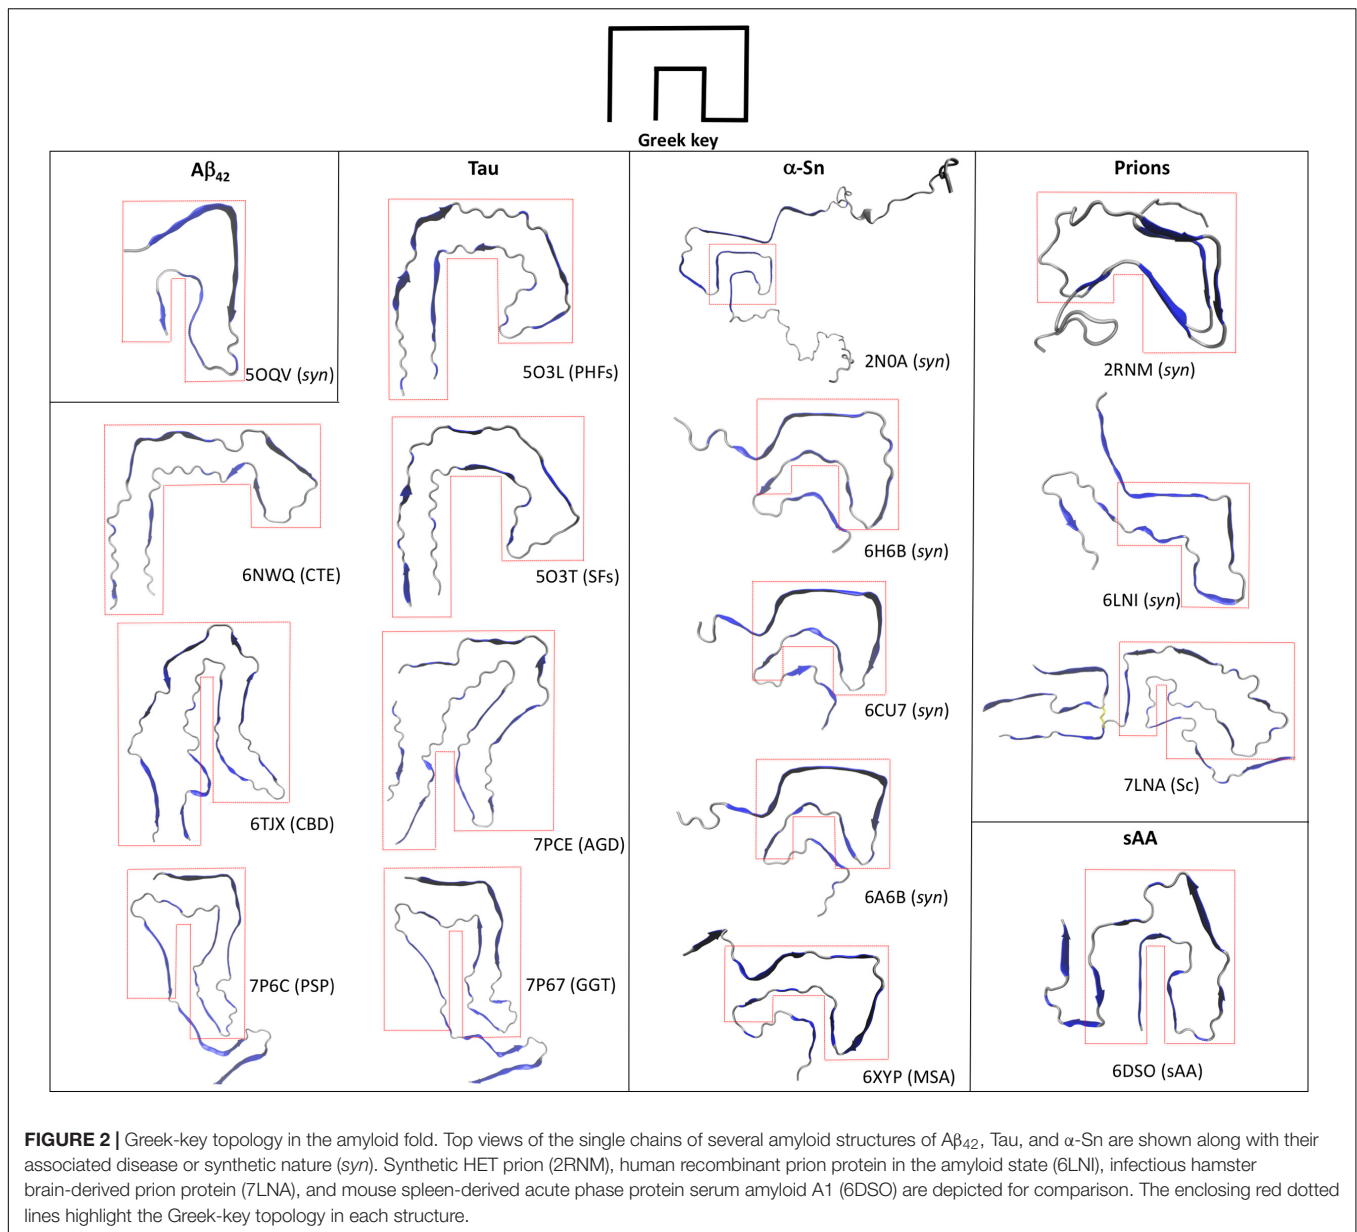 Greek key
Aβ42
Tau
α-Sn
Prions
5OQV (syn)
5O3L (PHFs)
2N0A (syn)
2RNM (syn)
6NWQ (CTE)
5O3T (SFs)
6H6B (syn)
6LNI (syn)
6TJX (CBD)
7PCE (AGD)
6CU7 (syn)
7LNA (Sc)
sAA
7P6C (PSP)
7P67 (GGT)
6A6B (syn)
6XYP (MSA)
6DSO (sAA)
FIGURE 2 | Greek-key topology in the amyloid fold. Top views of the single chains of several amyloid structures of Aβ42, Tau, and α-Sn are shown along with their
associated disease or synthetic nature (syn). Synthetic HET prion (2RNM), human recombinant prion protein in the amyloid state (6LNI), infectious hamster
brain-derived prion protein (7LNA), and mouse spleen-derived acute phase protein serum amyloid A1 (6DSO) are depicted for comparison. The enclosing red dotted
lines highlight the Greek-key topology in each structure.